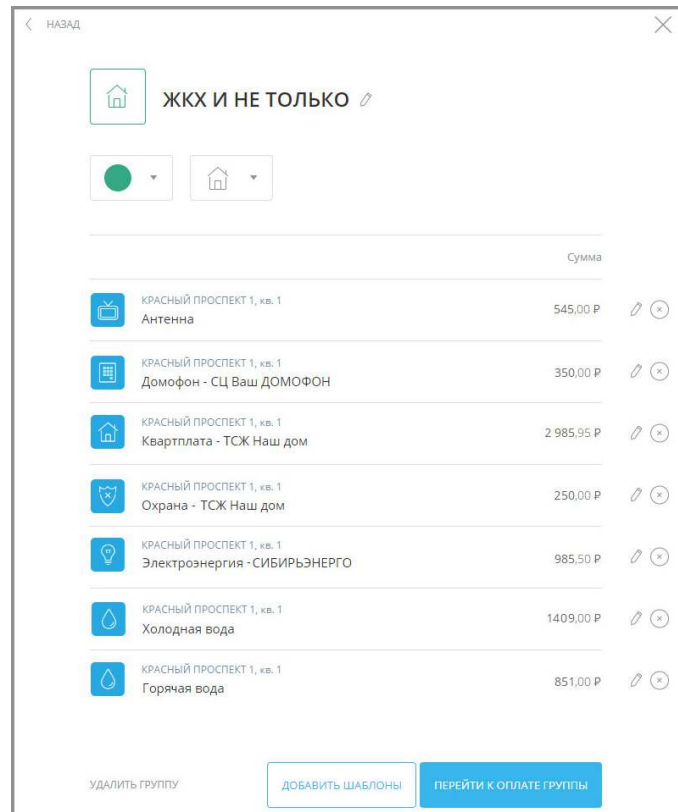 НАЗАД
ЖКХ И НЕ ТОЛЬКО
Сумма
КРАСНЫЙ ПРОСПЕКТ 1, кв. 1
Антенна
545,00 ₽
КРАСНЫЙ ПРОСПЕКТ 1, кв. 1
Домофон - СЦ Ваш ДОМОФОН
350,00 ₽
КРАСНЫЙ ПРОСПЕКТ 1, кв. 1
Квартплата - ТСЖ Наш дом
2 985,95 ₽
КРАСНЫЙ ПРОСПЕКТ 1, кв. 1
Охрана - ТСЖ Наш дом
250,00 ₽
КРАСНЫЙ ПРОСПЕКТ 1, кв. 1
Электроэнергия - СИБИРЬЭНЕРГО
985,50 ₽
КРАСНЫЙ ПРОСПЕКТ 1, кв. 1
Холодная вода
1409,00 ₽
КРАСНЫЙ ПРОСПЕКТ 1, кв. 1
Горячая вода
851,00 ₽
УДАЛИТЬ ГРУППУ
ДОБАВИТЬ ШАБЛОНЫ
ПЕРЕЙТИ К ОПЛАТЕ ГРУППЫ